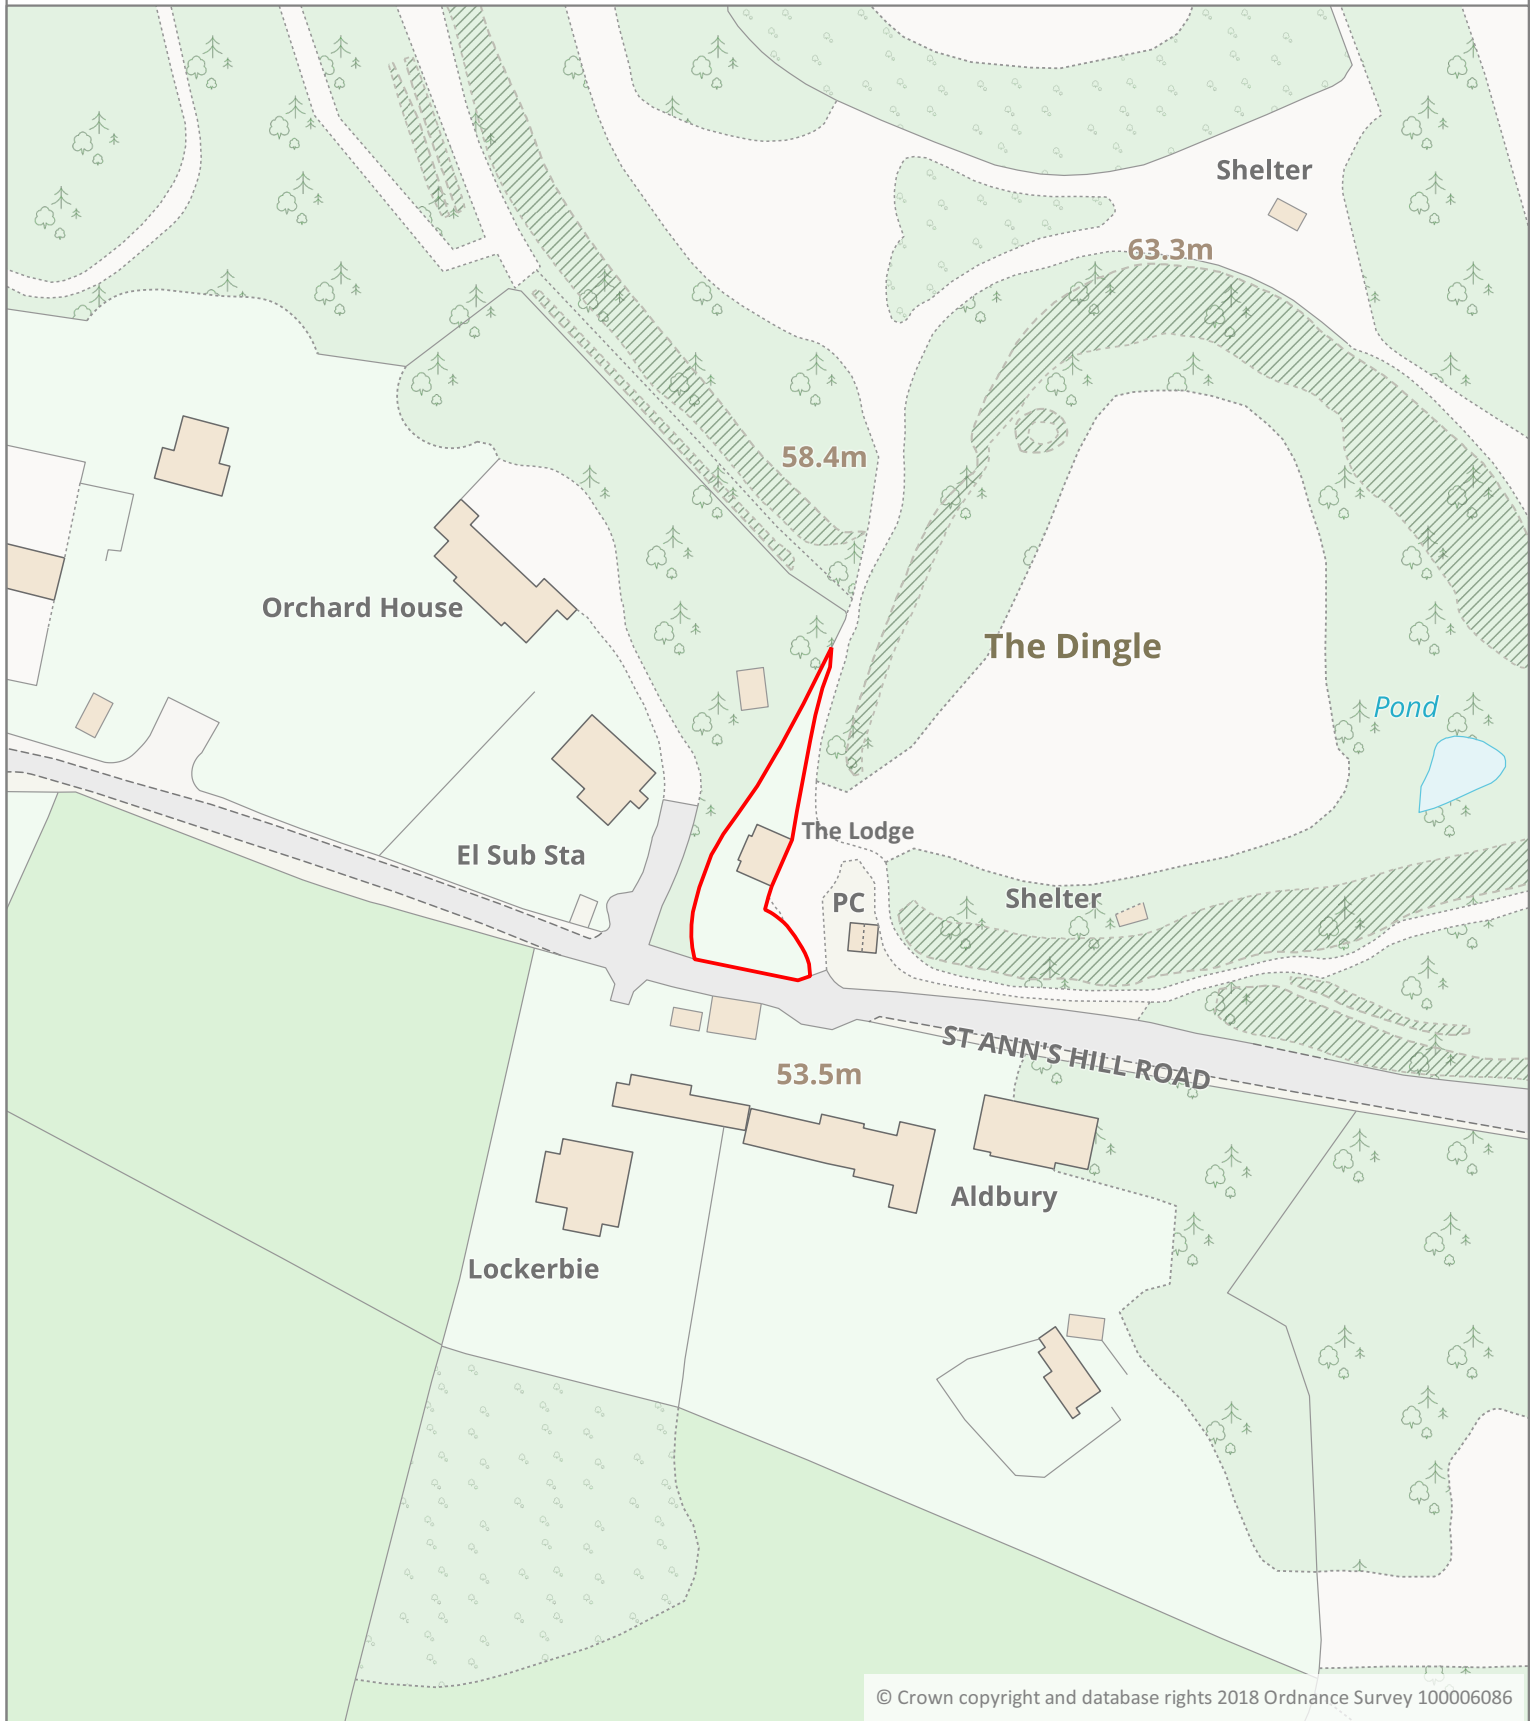 Shelter
63.3m
58.4m
Orchard House
The Dingle
Pond
The Lodge
El Sub Sta
PC
Shelter
ST ANN'S HILL ROAD
53.5m
Aldbury
Lockerbie
© Crown copyright and database rights 2018 Ordnance Survey 100006086